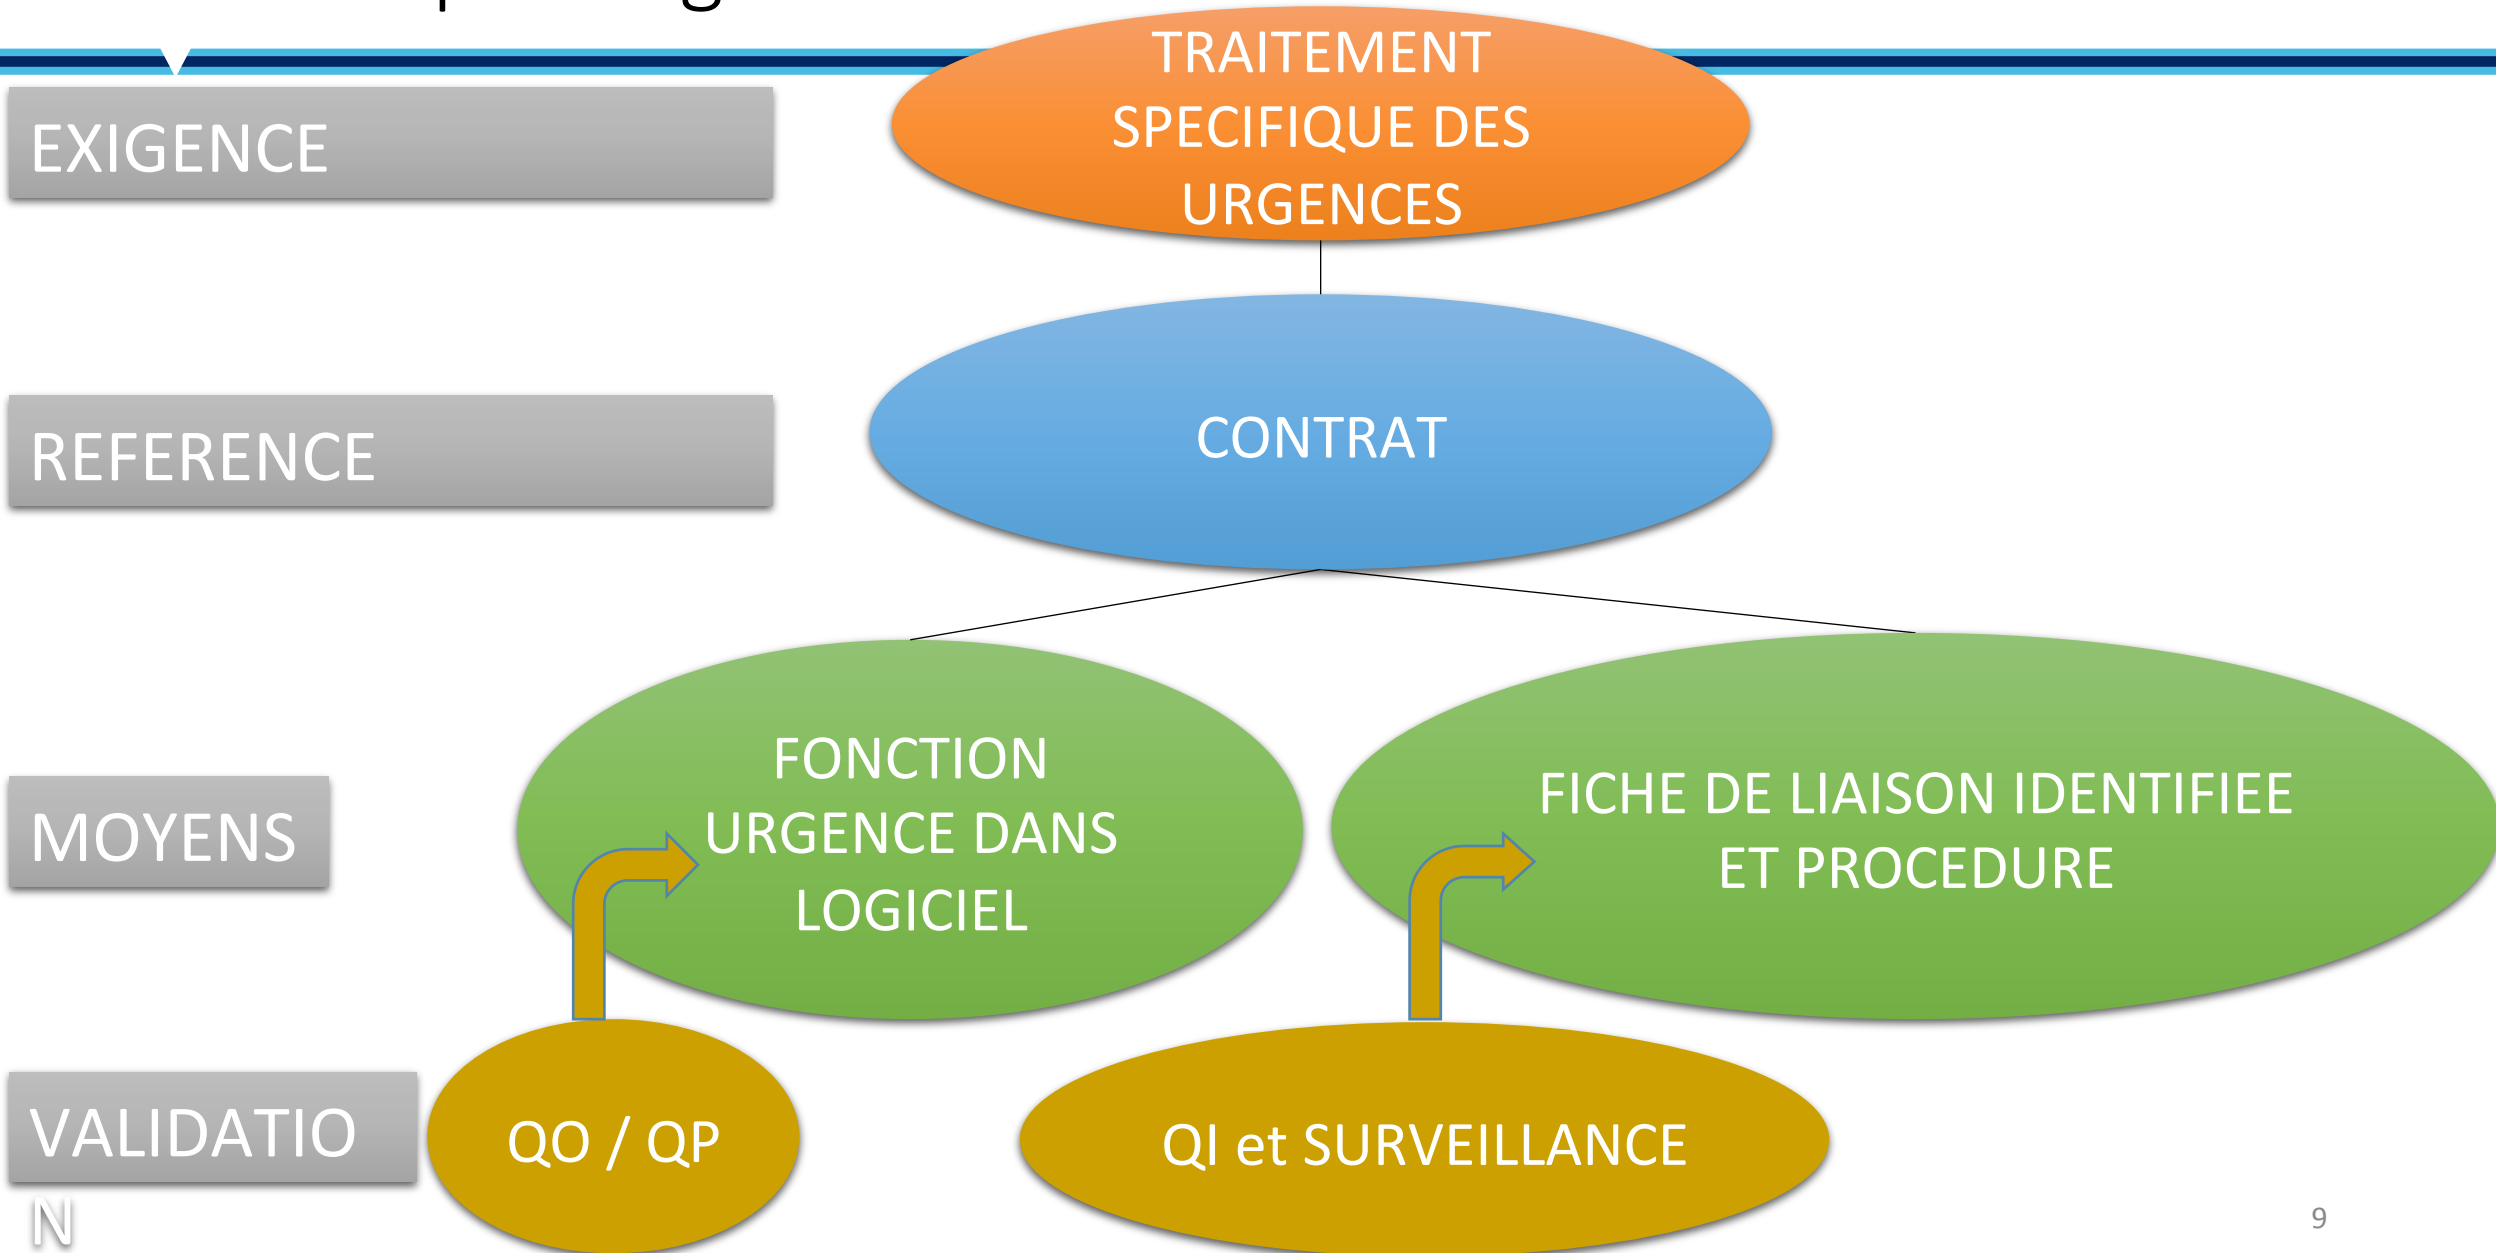 EXIGENCE
TRAITEMENT
SPECIFIQUE DES
URGENCES
REFERENCE
CONTRAT
MOYENS
FONCTION
URGENCE DANS
LOGICIEL
FICHE DE LIAISON IDENTIFIEE
ET PROCEDURE
VALIDATIO
N
QO/ QP
QI et SURVEILLANCE
9